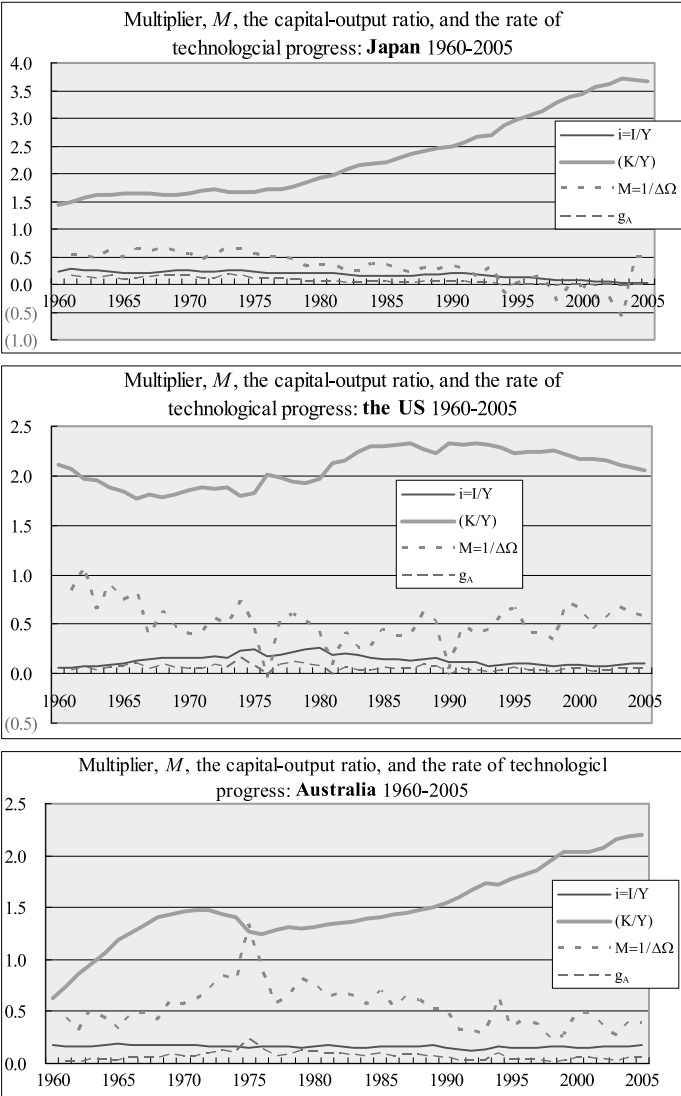 Multiplier, M, the capital-output ratio, and the rate of
technologcial progress: Japan 1960-2005
4.0
3.5
3.0
2.5
2.0
1.5
1.0
0.5
0.0
(0.5)
(1.0)
1960 1965 1970 1975 1980 1985 1990 1995 2000 2005
i=I/Y
(K/Y)
M=1/ΔΩ
gA
Multiplier, M, the capital-output ratio, and the rate of
technological progress: the US 1960-2005
2.5
2.0
1.5
1.0
0.5
0.0
(0.5)
1960 1965 1970 1975 1980 1985 1990 1995 2000 2005
i=I/Y
(K/Y)
M=1/ΔΩ
gA
Multiplier, M, the capital-output ratio, and the rate of technologicl
progress: Australia 1960-2005
2.5
2.0
1.5
1.0
0.5
0.0
1960 1965 1970 1975 1980 1985 1990 1995 2000 2005
i=I/Y
(K/Y)
M=1/ΔΩ
gA